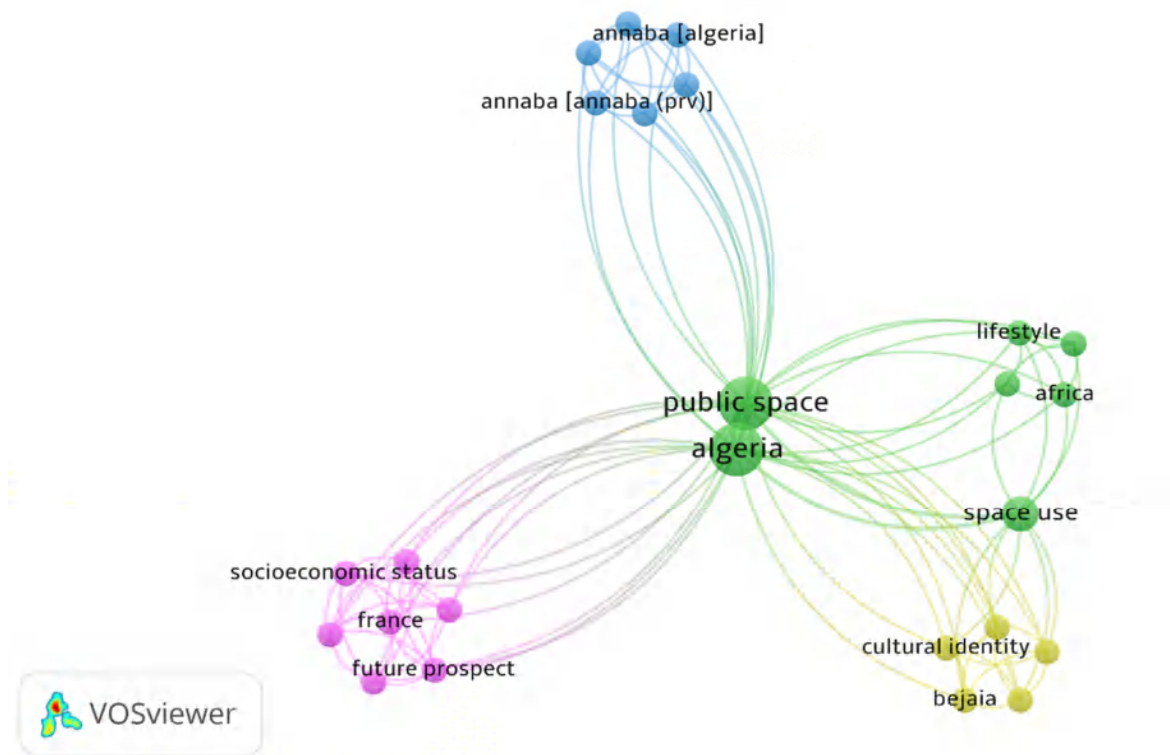 annaba [algeria]
annaba [annaba (prv)]
lifestyle
africa
public space
algeria
space use
socioeconomic status
france
future prospect
cultural identity
bejaia
VOSviewer